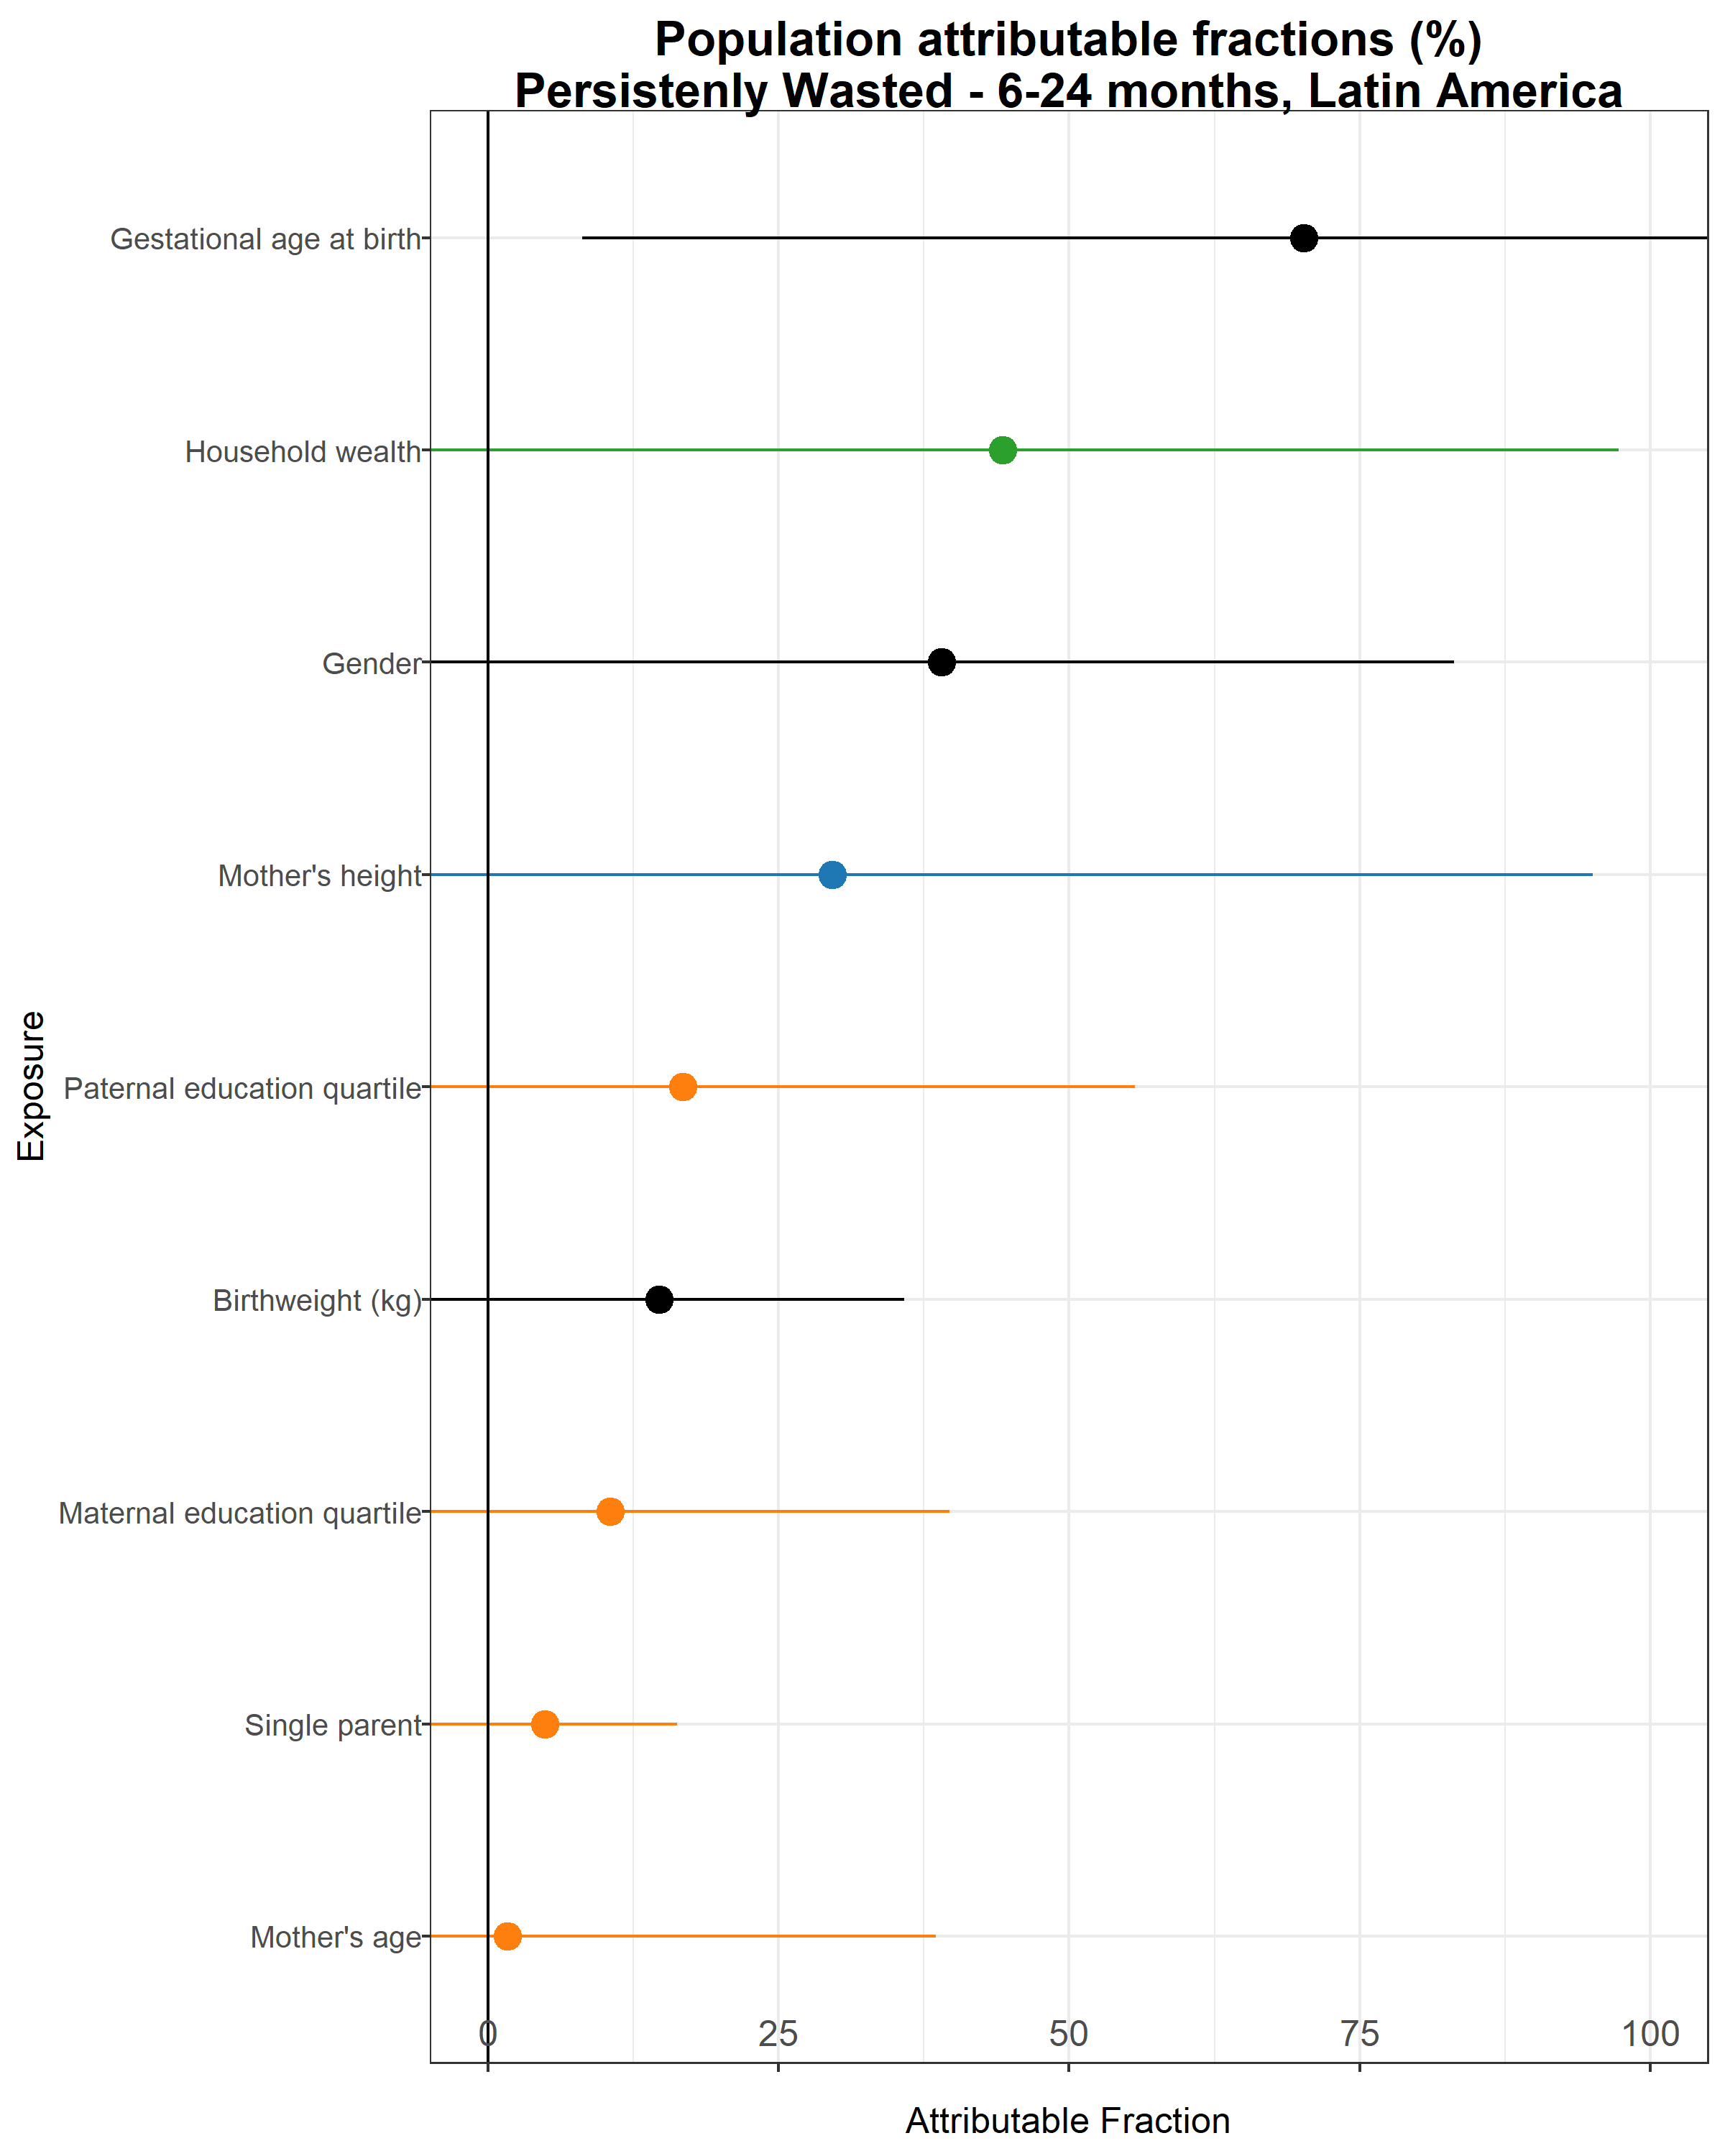 Population attributable fractions (%)
Persistenly Wasted - 6-24 months, Latin America
Gestational age at birth
Household wealth
Gender
Mother's height
Paternal education quartile
Birthweight (kg)
Maternal education quartile
Single parent
Mother's age
Exposure
0 25 50 75 100
Attributable Fraction